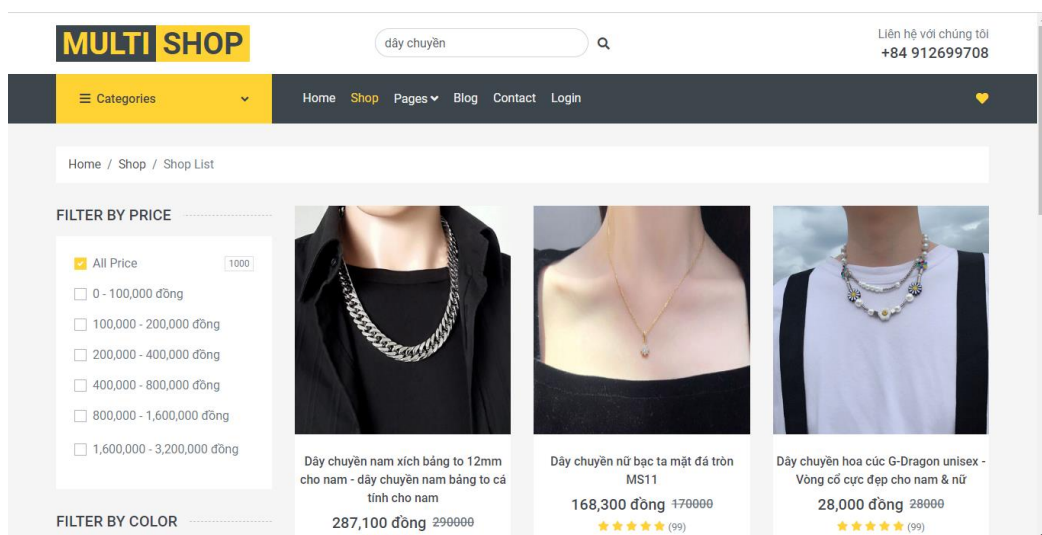 MULTI SHOP
dây chuyền
Liên hệ với chúng tôi
+84 912699708
Categories
Home Shop Pages Blog Contact Login
Home / Shop / Shop List
FILTER BY PRICE
All Price 1000
0 - 100,000 đồng
100,000 - 200,000 đồng
200,000 - 400,000 đồng
400,000 - 800,000 đồng
800,000 - 1,600,000 đồng
1,600,000 - 3,200,000 đồng
FILTER BY COLOR
Dây chuyền nam xích bảng to 12mm
cho nam - dây chuyền nam bảng to cá
tính cho nam
287,100 đồng 290000
Dây chuyền nữ bạc ta mặt đá tròn
MS11
168,300 đồng 170000
(99)
Dây chuyền hoa cúc G-Dragon unisex -
Vòng cổ cực đẹp cho nam & nữ
28,000 đồng 28000
(99)